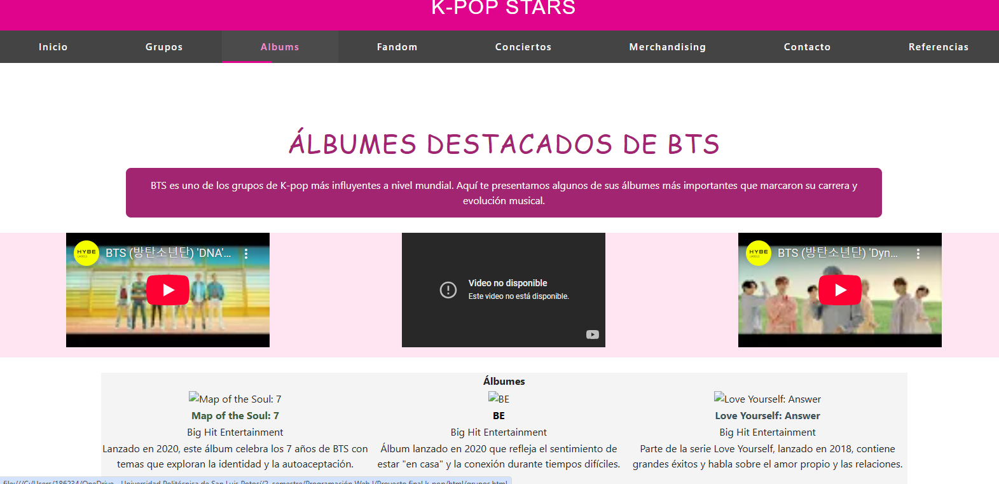 K-POP STARS
Inicio Grupos Albums Fandom Conciertos Merchandising Contacto Referencias
ÁLBUMES DESTACADOS DE BTS
BTS es uno de los grupos de K-pop más influyentes a nivel mundial. Aquí te presentamos algunos de sus álbumes más importantes que marcaron su carrera y
evolución musical.
HYBE
LABELS
BTS (방탄소년단) 'DNA'...
Video no disponible
Este video no está disponible.
HYBE
LABELS
BTS (방탄소년단) 'Dyn...
Álbumes
Map of the Soul: 7
Map of the Soul: 7
Big Hit Entertainment
Lanzado en 2020, este álbum celebra los 7 años de BTS con
temas que exploran la identidad y la autoaceptación.
BE
BE
Big Hit Entertainment
Álbum lanzado en 2020 que refleja el sentimiento de
estar "en casa" y la conexión durante tiempos difíciles.
Love Yourself: Answer
Love Yourself: Answer
Big Hit Entertainment
Parte de la serie Love Yourself, lanzado en 2018, contiene
grandes éxitos y habla sobre el amor propio y las relaciones.
file:///C:/Users/186234/OneDrive - Universidad Politécnica de San Luis Potosí/2_semestre/Programación Web I/Proyecto final k-pop/html/grupos.html